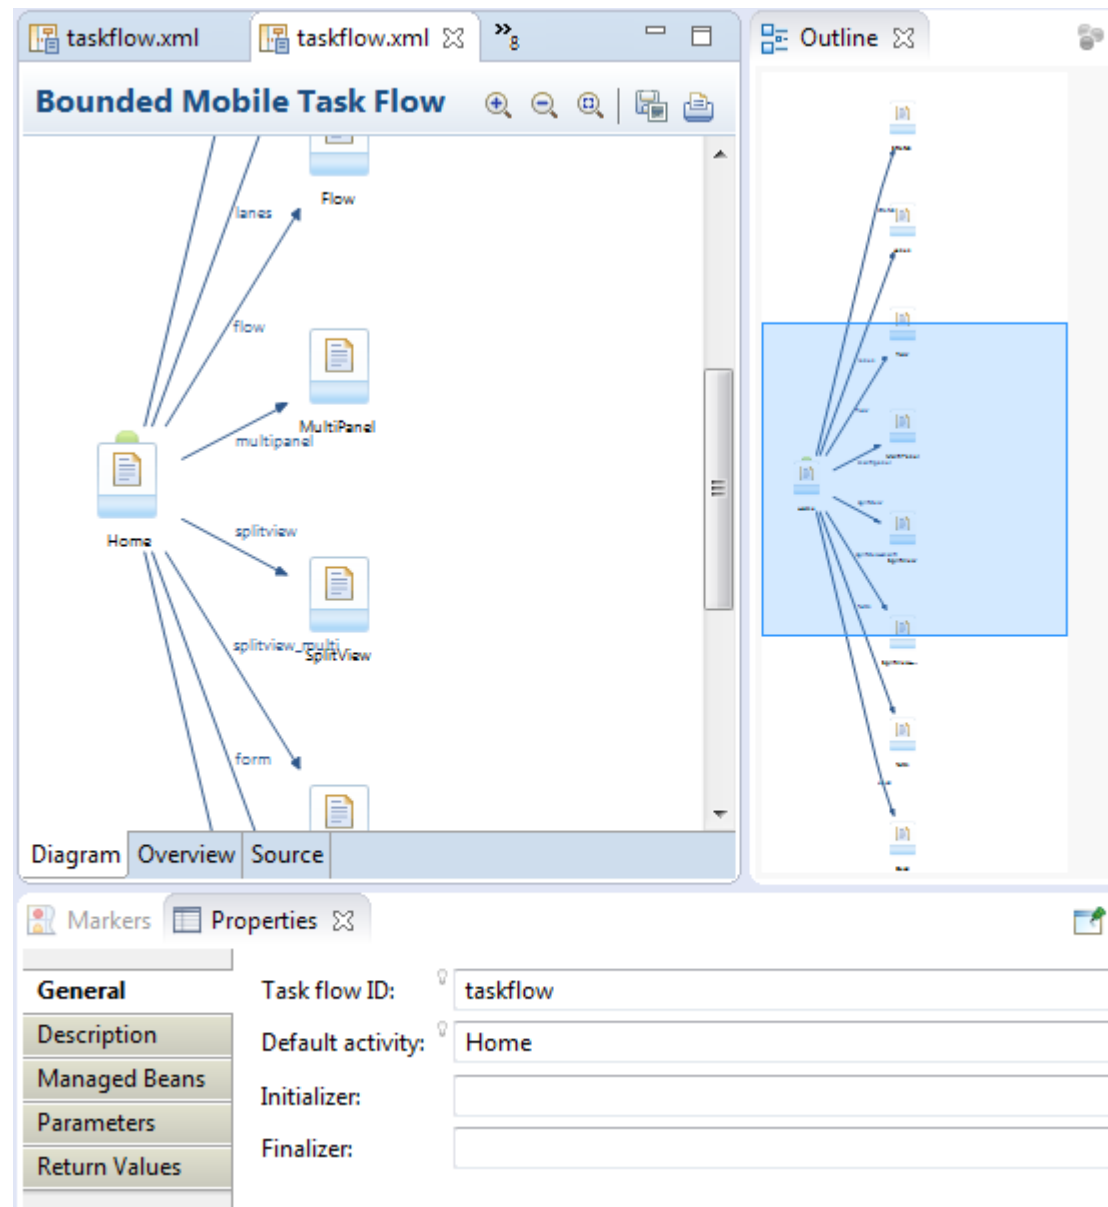 taskflow.xml
taskflow.xml
»8
Outline
Bounded Mobile Task Flow
Flow
lanes
flow
MultiPanel
multipanel
Home
splitview
splitview_multi
SplitView
form
Diagram
Overview
Source
Markers
Properties
General
Task flow ID:
taskflow
Description
Default activity:
Home
Managed Beans
Initializer:
Parameters
Finalizer:
Return Values